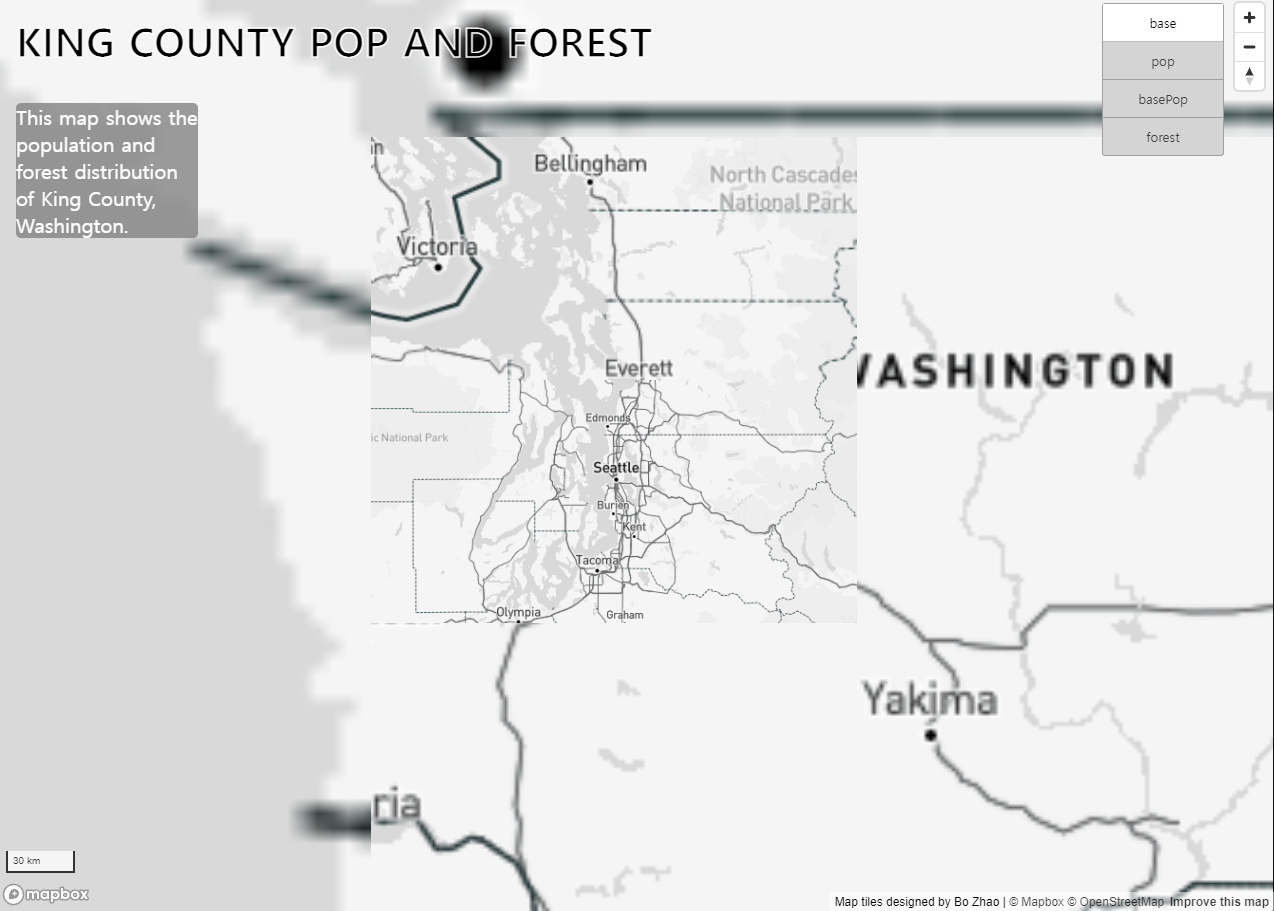 KING COUNTY POP AND FOREST
base
pop
basePop
forest
This map shows the
population and
forest distribution
of King County,
Washington.
Bellingham
North Cascades
National Park
Victoria
Everett
VASHINGTON
Edmonds
ic National Park
Seattle
Burien
Kent
Tacoma
Olympia
Graham
Yakima
ria
30 km
mapbox
Map tiles designed by Bo Zhao | © Mapbox © OpenStreetMap Improve this map